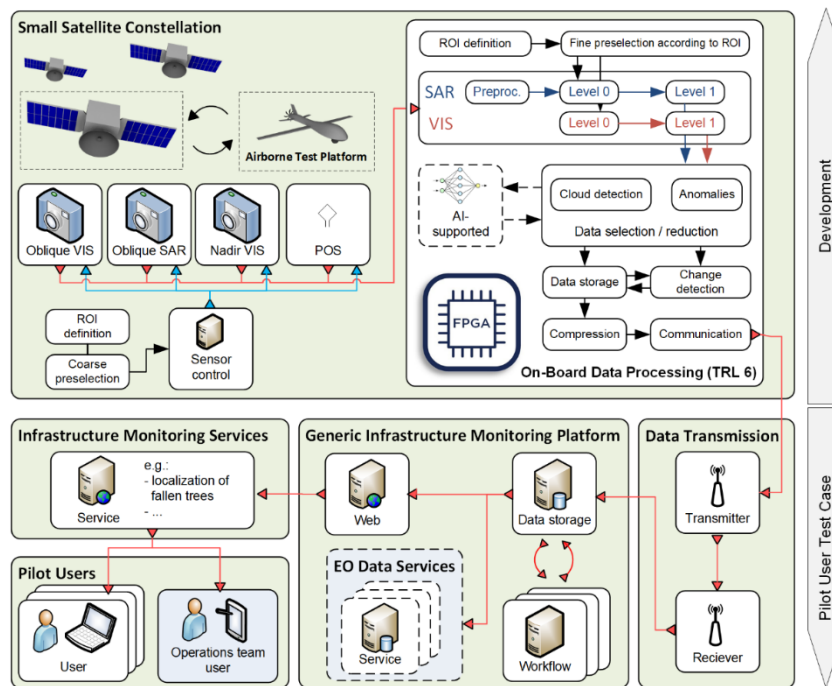 Small Satellite Constellation
Airborne Test Platform
Oblique VIS
Oblique SAR
Nadir VIS
POS
ROI
definition
Coarse
preselection
Sensor
control
ROI definition
Fine preselection according to ROI
SAR
Preproc.
Level 0
Level 1
VIS
Level 0
Level 1
AI-
supported
Cloud detection
Anomalies
Data selection / reduction
Data storage
Change
detection
FPGA
Compression
Communication
On-Board Data Processing (TRL 6)
Development
Infrastructure Monitoring Services
Service
e.g.:
- localization of
fallen trees
- ...
Pilot Users
User
Operations team
user
Generic Infrastructure Monitoring Platform
Web
Data storage
EO Data Services
Service
Workflow
Data Transmission
Transmitter
Reciever
Pilot User Test Case